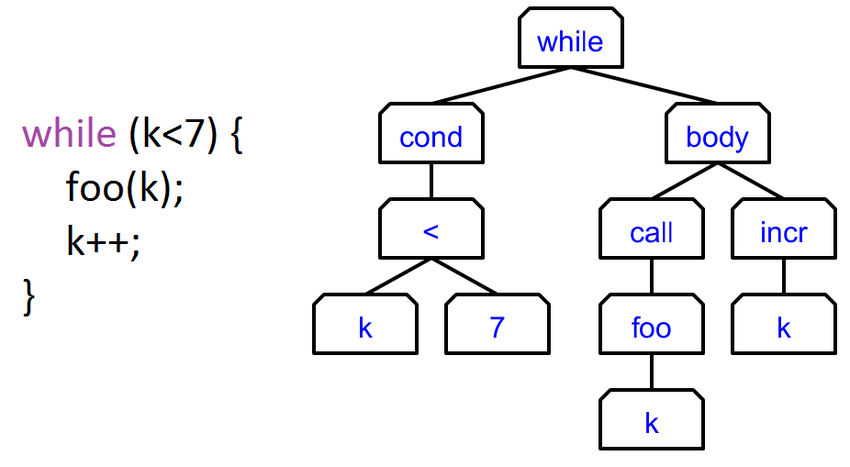 while (k<7) {
foo(k);
k++;
}
while
cond
body
<
call
incr
k
7
foo
k
k